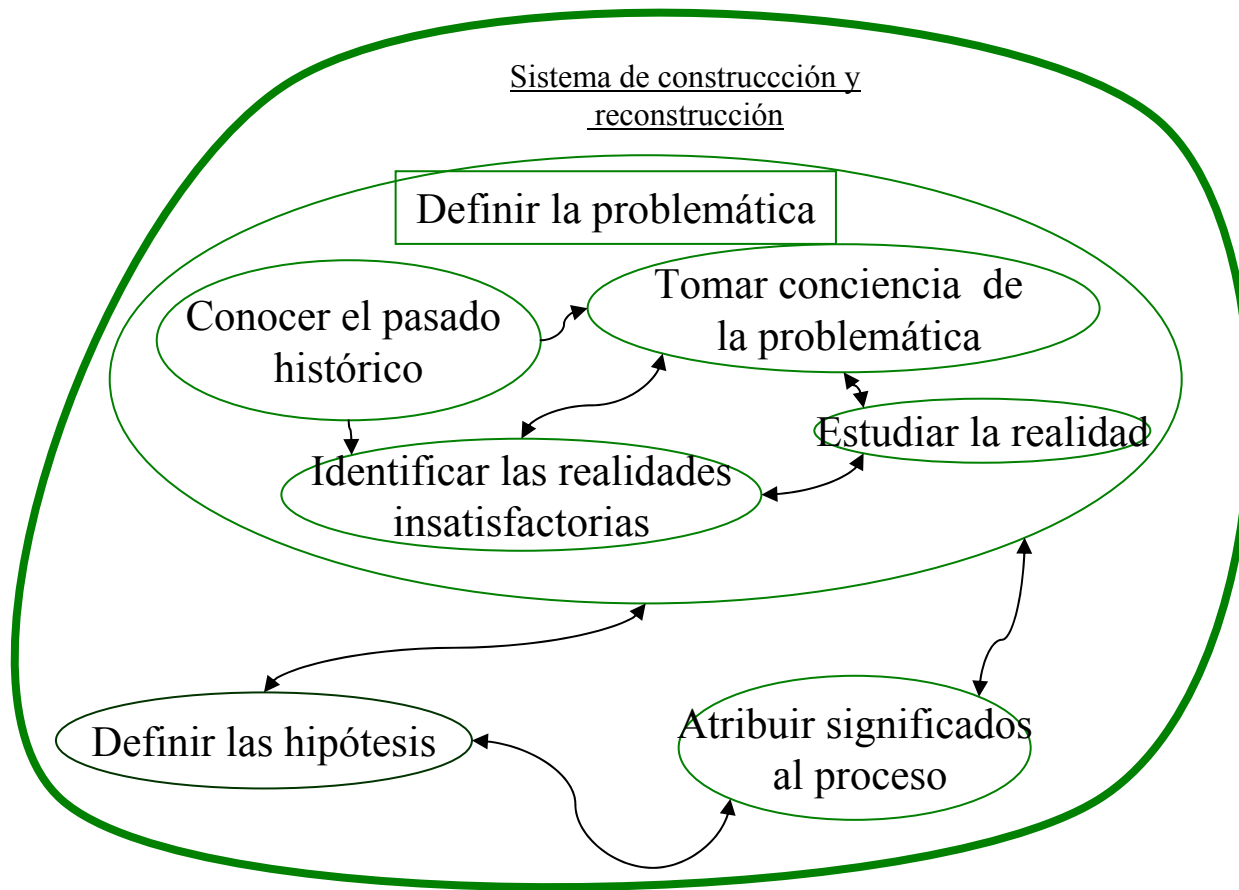 Sistema de construccción y
reconstrucción
Definir la problemática
Tomar conciencia de
la problemática
Conocer el pasado
histórico
Estudiar la realidad
Identificar las realidades
insatisfactorias
Definir las hipótesis
Atribuir significados
al proceso